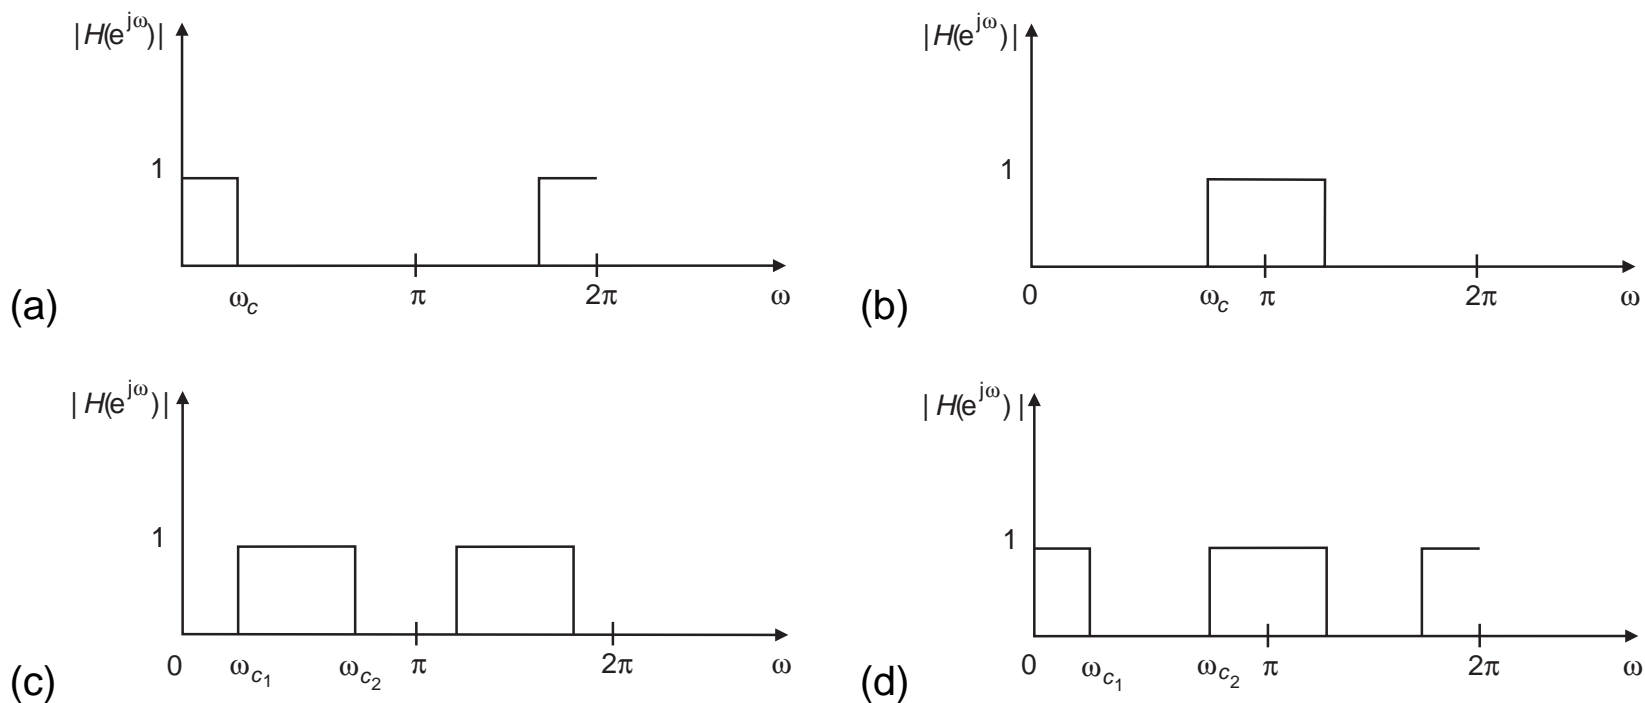 |H(e^jω)|
1
ω_c π 2π ω
(a)
|H(e^jω)|
1
0 ω_c π 2π ω
(b)
|H(e^jω)|
1
0 ω_c₁ ω_c₂ π 2π ω
(c)
|H(e^jω)|
1
0 ω_c₁ ω_c₂ π 2π ω
(d)